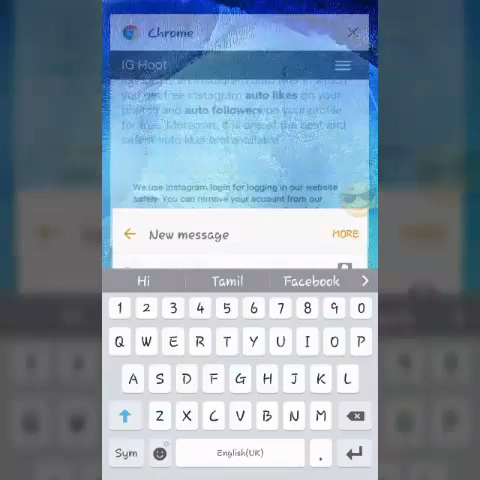 Chrome
IG Hoot
you get free Instagram auto likes on your
photos and auto followers on your profile
for free. Moreover, it is one of the best and
safest auto liker bot available
We use Instagram login for logging in our website
safely. You can remove your account from our
New message MORE
Hi Tamil Facebook
1 2 3 4 5 6 7 8 9 0
Q W E R T Y U I O P
A S D F G H J K L
Z X C V B N M
Sym English(UK) .